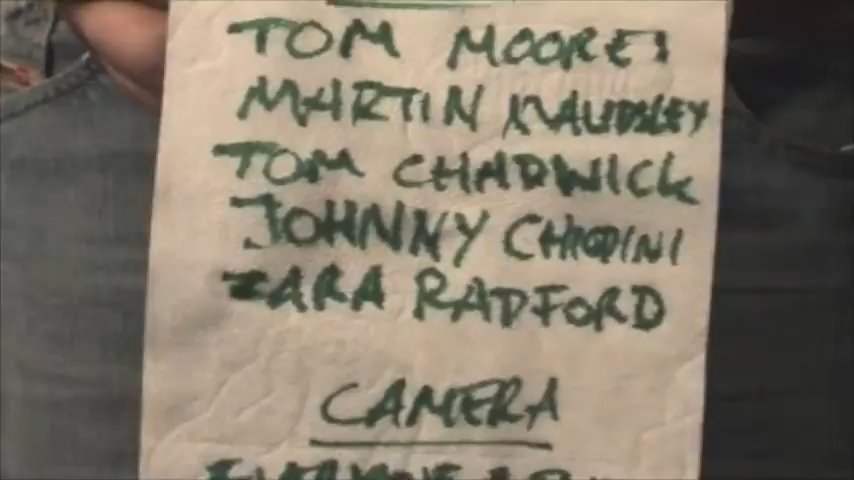 TOM MOORE
MARTIN MAUDSLEY
TOM CHADWICK
JOHNNY CHIODINI
ZARA RADFORD
CAMERA